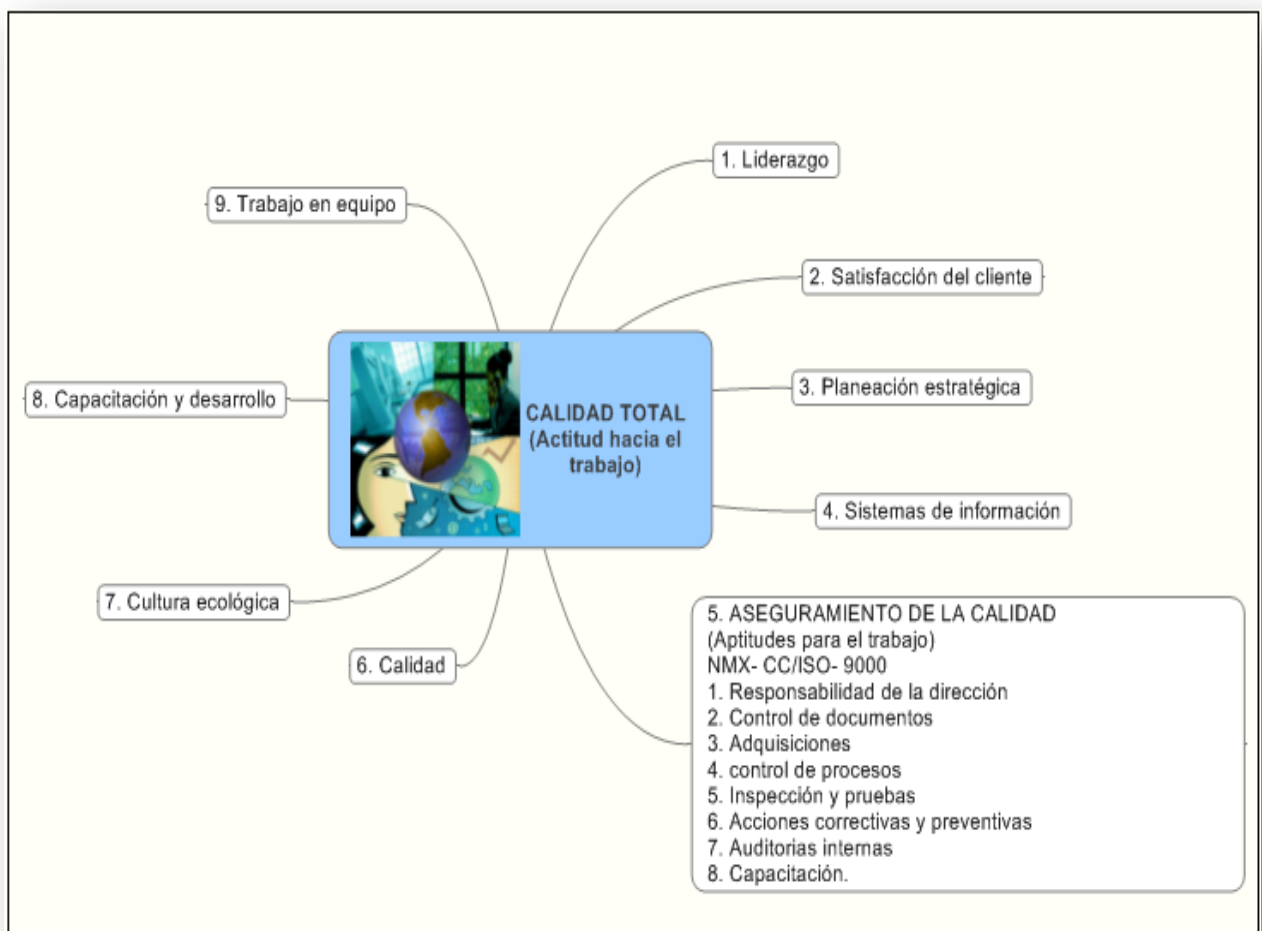 CALIDAD TOTAL
(Actitud hacia el
trabajo)
1. Liderazgo
2. Satisfacción del cliente
3. Planeación estratégica
4. Sistemas de información
5. ASEGURAMIENTO DE LA CALIDAD
(Aptitudes para el trabajo)
NMX- CC/ISO- 9000
1. Responsabilidad de la dirección
2. Control de documentos
3. Adquisiciones
4. control de procesos
5. Inspección y pruebas
6. Acciones correctivas y preventivas
7. Auditorias internas
8. Capacitación.
6. Calidad
7. Cultura ecológica
8. Capacitación y desarrollo
9. Trabajo en equipo